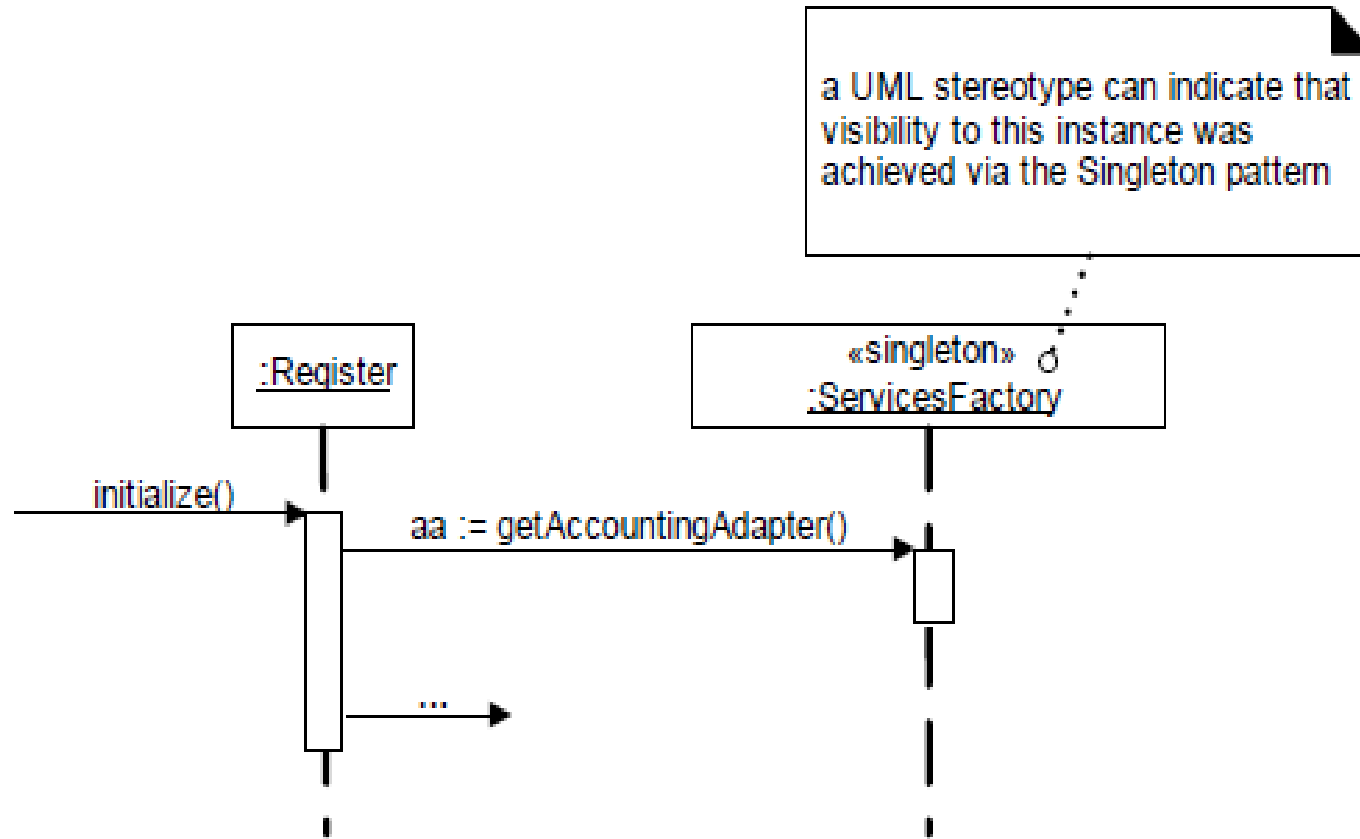 a UML stereotype can indicate that
visibility to this instance was
achieved via the Singleton pattern
:Register
«singleton»
:ServicesFactory
initialize()
aa := getAccountingAdapter()
...